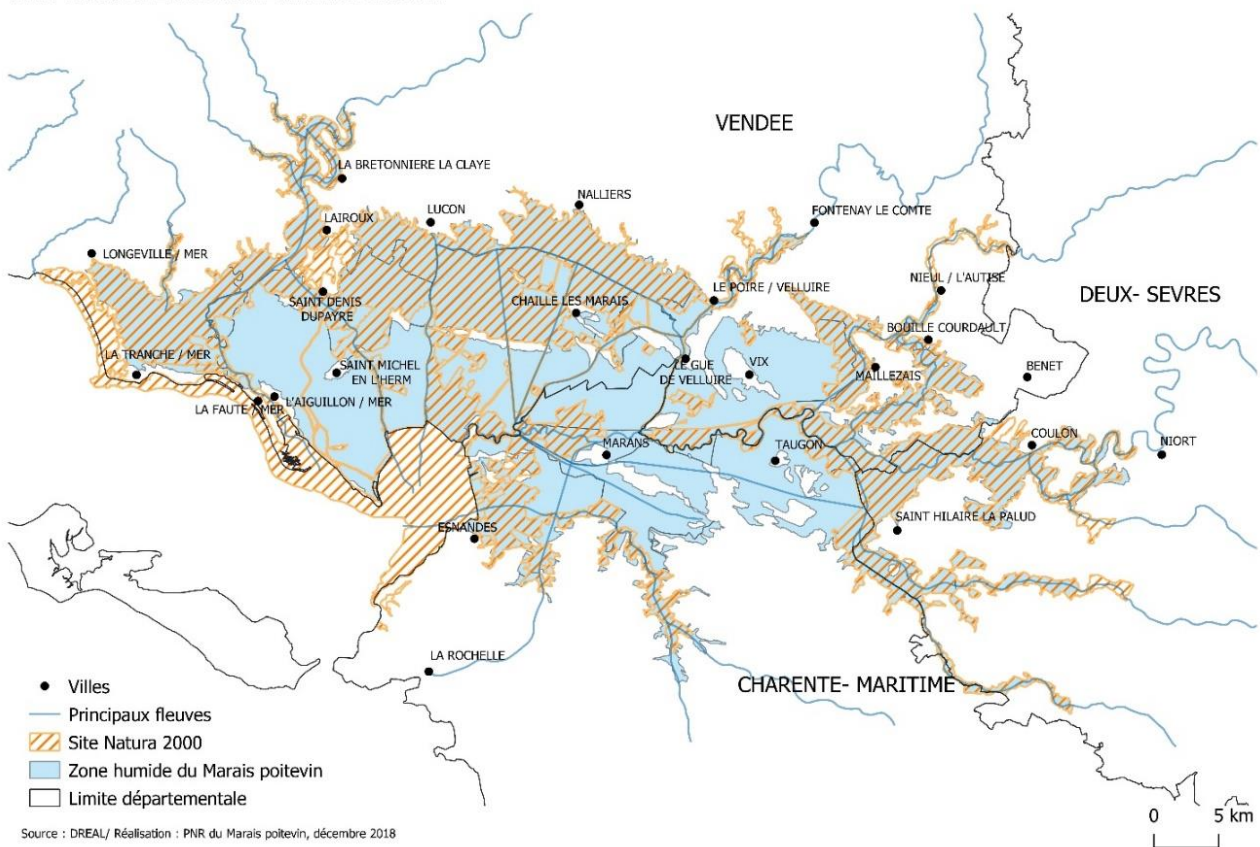 VENDEE
LA BRETONNIERE LA CLAYE
NALLIERS
LUCON
FONTENAY LE COMTE
LAIROUX
LONGEVILLE / MER
NIEUL / L'AUTISE
DEUX- SEVRES
SAINT DENIS
DUPAYRE
CHAILLE LES MARAIS
LE POIRE / VELLUIRE
BOUILLE COURDAULT
LA TRANCHE / MER
SAINT MICHEL
EN L'HERM
LE GUE
DE VELLUIRE
VIX
MAILLEZAIS
BENET
LA FAUTE / MER
L'AIGUILLON / MER
MARANS
TAUGON
COULON
NIORT
ESNANDES
SAINT HILAIRE LA PALUD
LA ROCHELLE
CHARENTE- MARITIME
Villes
Principaux fleuves
Site Natura 2000
Zone humide du Marais poitevin
Limite départementale
0 5 km
Source : DREAL/ Réalisation : PNR du Marais poitevin, décembre 2018